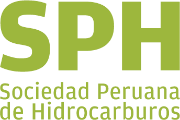 SPH
Sociedad Peruana
de Hidrocarburos